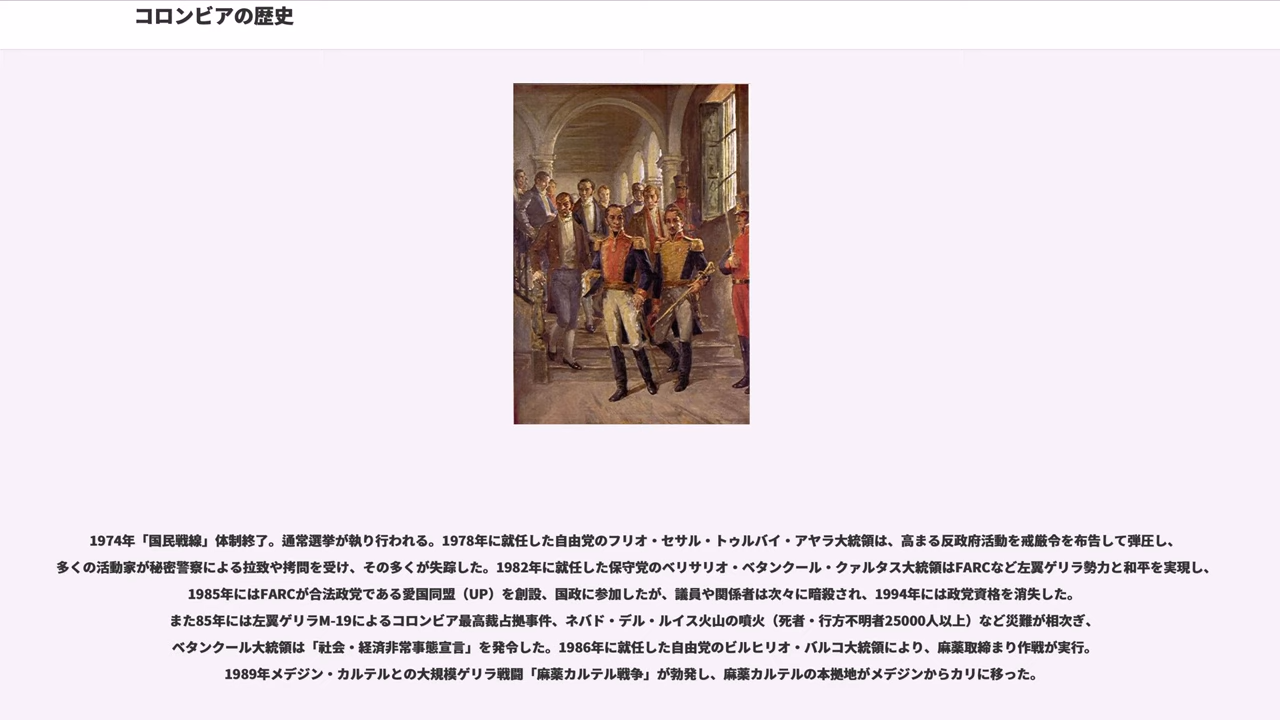 コロンビアの歴史
1974年「国民戦線」体制終了。通常選挙が執り行われる。1978年に就任した自由党のフリオ・セサル・トゥルバイ・アヤラ大統領は、高まる反政府活動を戒厳令を布告して弾圧し、
多くの活動家が秘密警察による拉致や拷問を受け、その多くが失踪した。1982年に就任した保守党のベリサリオ・ベタンクール・クァルタス大統領はFARCなど左翼ゲリラ勢力と和平を実現し、
1985年にはFARCが合法政党である愛国同盟（UP）を創設、国政に参加したが、議員や関係者は次々に暗殺され、1994年には政党資格を消失した。
また85年には左翼ゲリラM-19によるコロンビア最高裁占拠事件、ネバド・デル・ルイス火山の噴火（死者・行方不明者25000人以上）など災難が相次ぎ、
ベタンクール大統領は「社会・経済非常事態宣言」を発令した。1986年に就任した自由党のビルヒリオ・バルコ大統領により、麻薬取締まり作戦が実行。
1989年メデジン・カルテルとの大規模ゲリラ戦闘「麻薬カルテル戦争」が勃発し、麻薬カルテルの本拠地がメデジンからカリに移った。